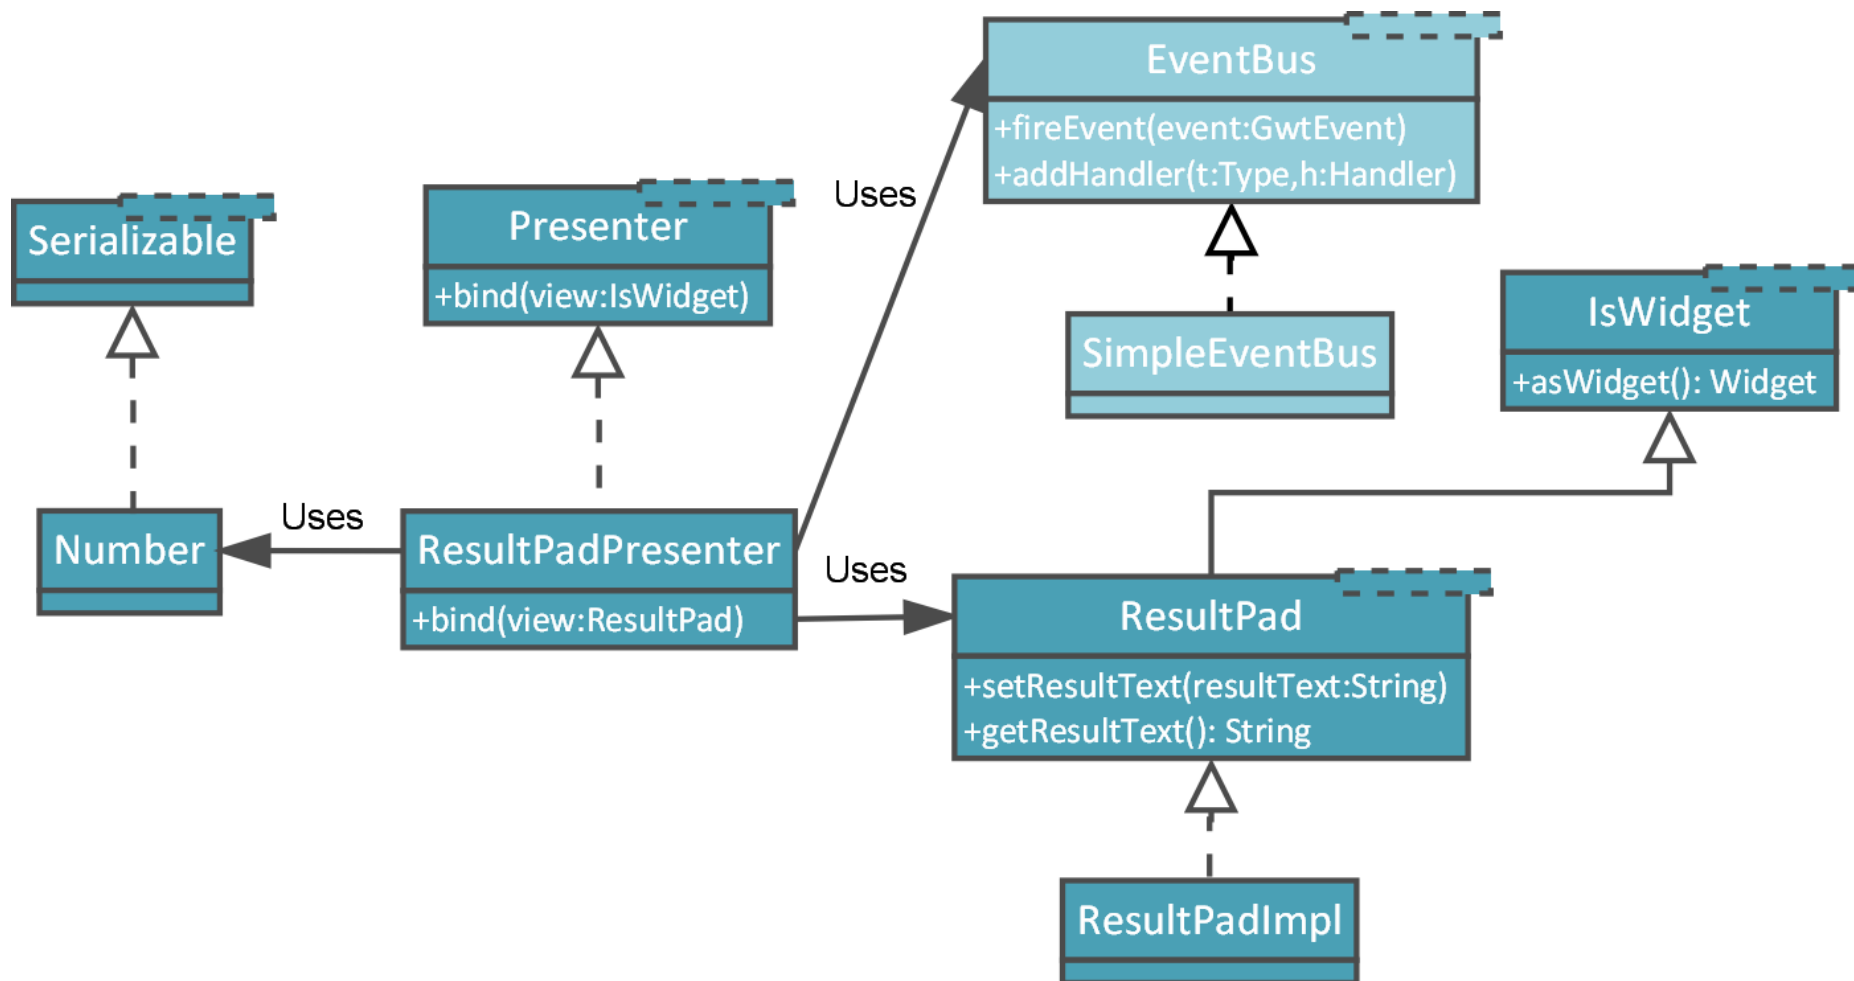 EventBus
+fireEvent(event:GwtEvent)
+addHandler(t:Type,h:Handler)
Uses
Serializable
Presenter
+bind(view:IsWidget)
SimpleEventBus
IsWidget
+asWidget(): Widget
Number
Uses
ResultPadPresenter
+bind(view:ResultPad)
Uses
ResultPad
+setResultText(resultText:String)
+getResultText(): String
ResultPadImpl